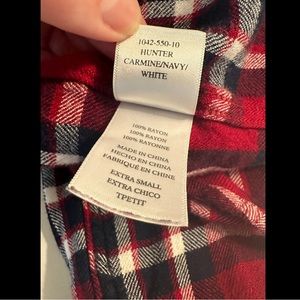 1042-550-10
HUNTER
CARMINE/NAVY/
WHITE
100% RAYON
100% RAYON
100% RAYONNE
MADE IN CHINA
HECHO EN CHINA
FABRIQUÉ EN CHINE
EXTRA SMALL
EXTRA CHICO
TPETIT